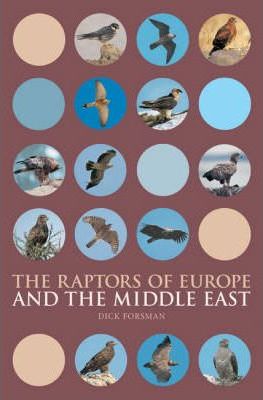 THE RAPTORS OF EUROPE
AND THE MIDDLE EAST
DICK FORSMAN